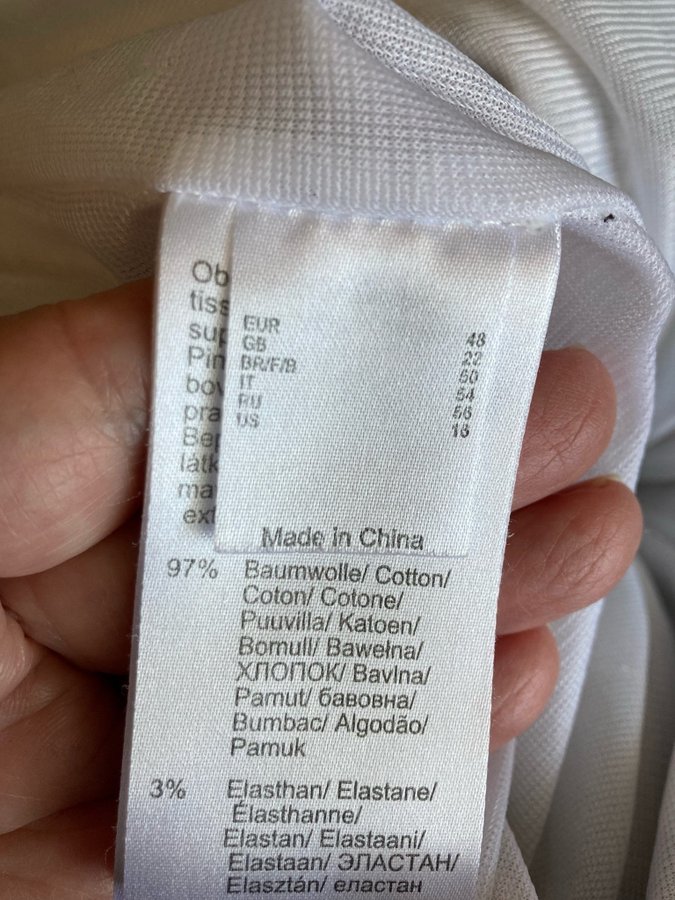 Ob
tiss
sup
Pin
bov
pra
Bep
látk
ma
ext
EUR 48
GB 22
BR/F/B 50
IT 54
RU 56
US 18
Made in China
97% Baumwolle/ Cotton/
Coton/ Cotone/
Puuvilla/ Katoen/
Bomull/ Bawełna/
ХЛОПОК/ Bavlna/
Pamut/ бавовна/
Bumbac/ Algodão/
Pamuk
3% Elasthan/ Elastane/
Élasthanne/
Elastan/ Elastaani/
Elastaan/ ЭЛАСТАН/
Elasztán/ еластан